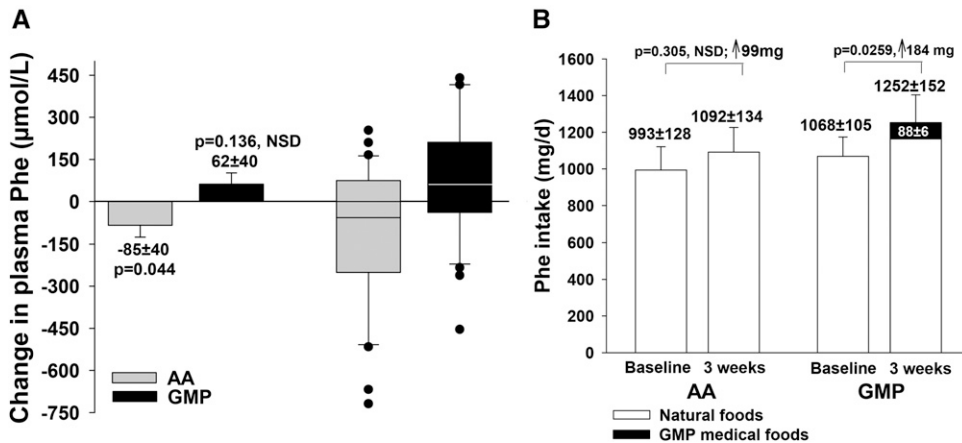 A
Change in plasma Phe (µmol/L)
450
300
150
0
-150
-300
-450
-600
-750
p=0.136, NSD
62±40
-85±40
p=0.044
AA
GMP
B
Phe intake (mg/d)
1600
1400
1200
1000
800
600
400
200
0
p=0.305, NSD; ↑99mg
p=0.0259,↑184 mg
993±128
1092±134
1068±105
1252±152
88±6
Baseline 3 weeks
AA
Baseline 3 weeks
GMP
Natural foods
GMP medical foods